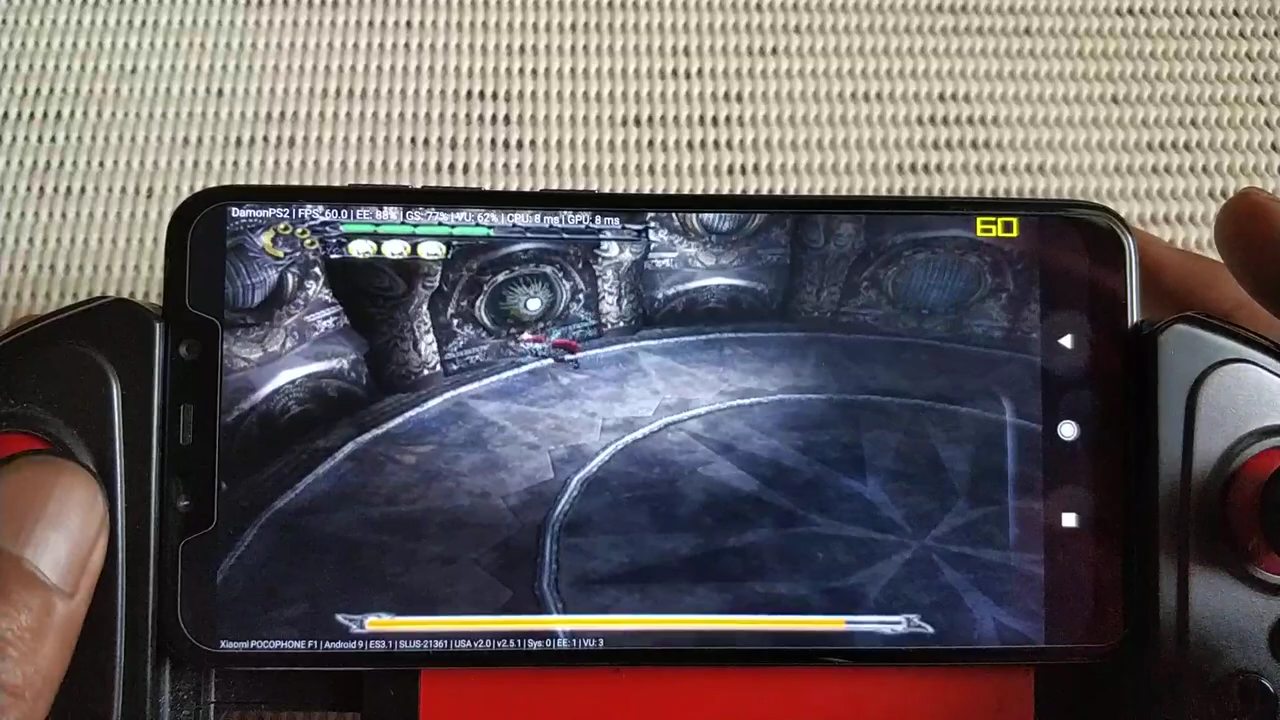 DamonPS2 | FPS: 60.0 | EE: 88% | GS: 77% | VU: 62% | CPU: 8 ms | GPU: 8 ms
60
Xiaomi POCOPHONE F1 | Android 9 | ES3.1 | SLUS-21361 | USA v2.0 | v2.5.1 | Sys: 0 | EE: 1 | VU: 3